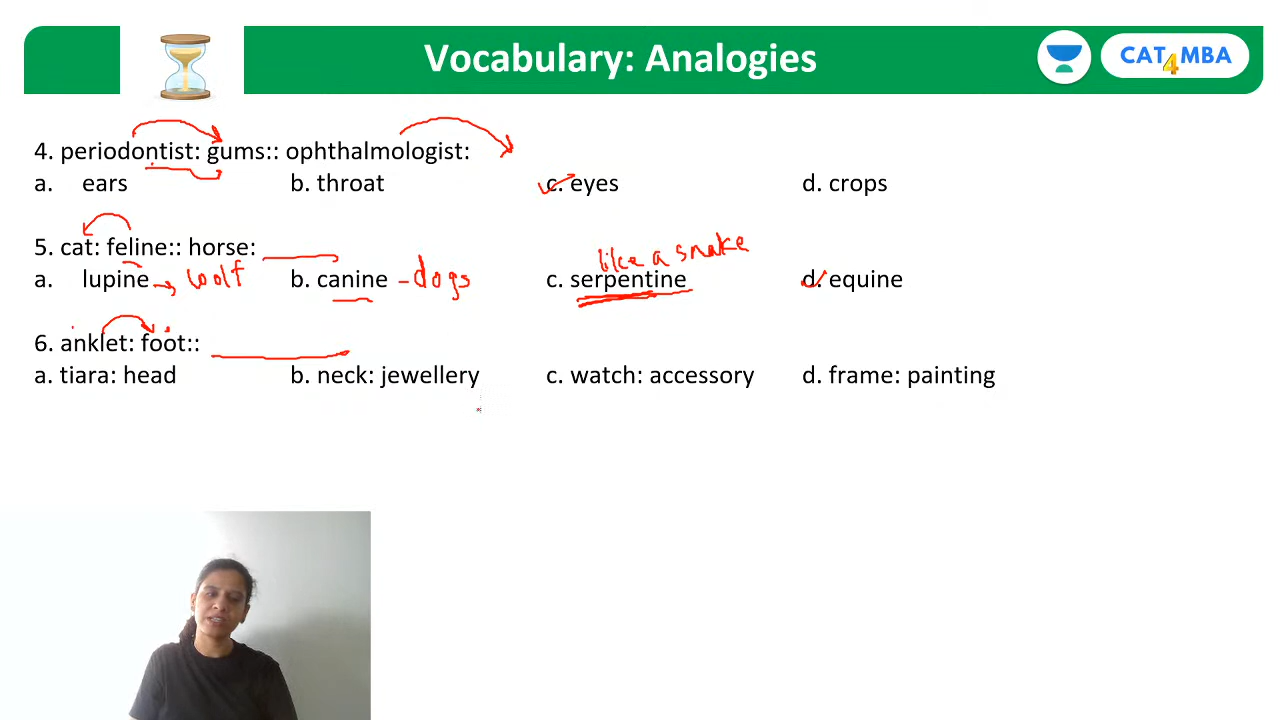 Vocabulary: Analogies
CAT4MBA
4. periodontist: gums:: ophthalmologist:
a. ears b. throat c. eyes d. crops
like a snake
5. cat: feline:: horse:
a. lupine → wolf b. canine - dogs c. serpentine d. equine
6. anklet: foot::
a. tiara: head b. neck: jewellery c. watch: accessory d. frame: painting